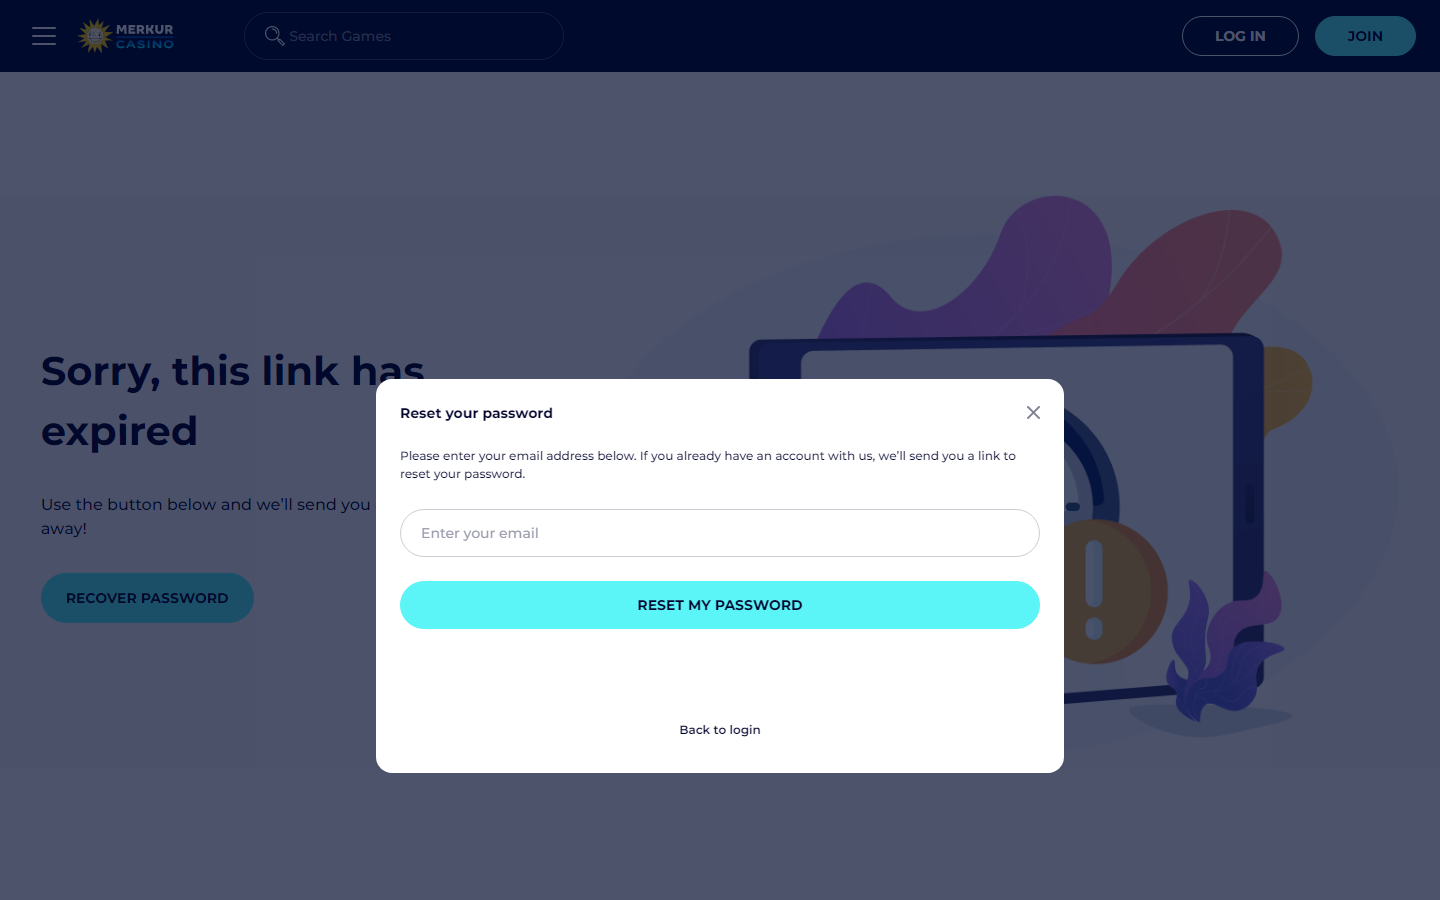 MERKUR
CASINO
Search Games
LOG IN
JOIN
Sorry, this link has
expired
Use the button below and we'll send you
away!
RECOVER PASSWORD
Reset your password
Please enter your email address below. If you already have an account with us, we'll send you a link to
reset your password.
Enter your email
RESET MY PASSWORD
Back to login